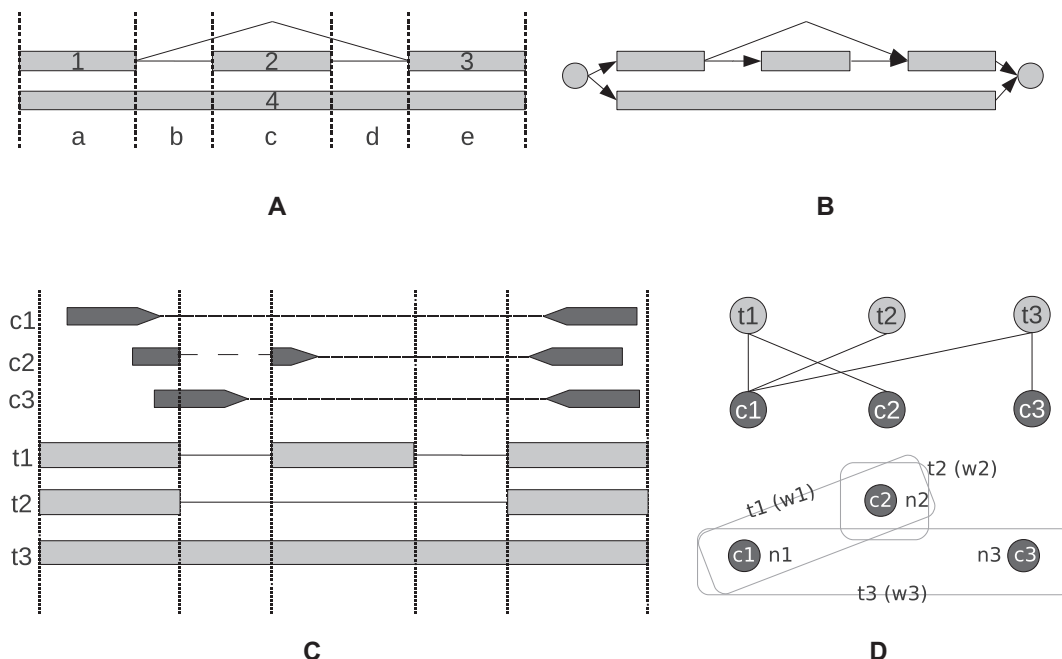 1 2 3
4
a b c d e
A
B
c1
c2
c3
t1
t2
t3
C
t1 t2 t3
c1 c2 c3
t1 (w1)
t2 (w2)
c2 n2
c1 n1
n3 c3
t3 (w3)
D